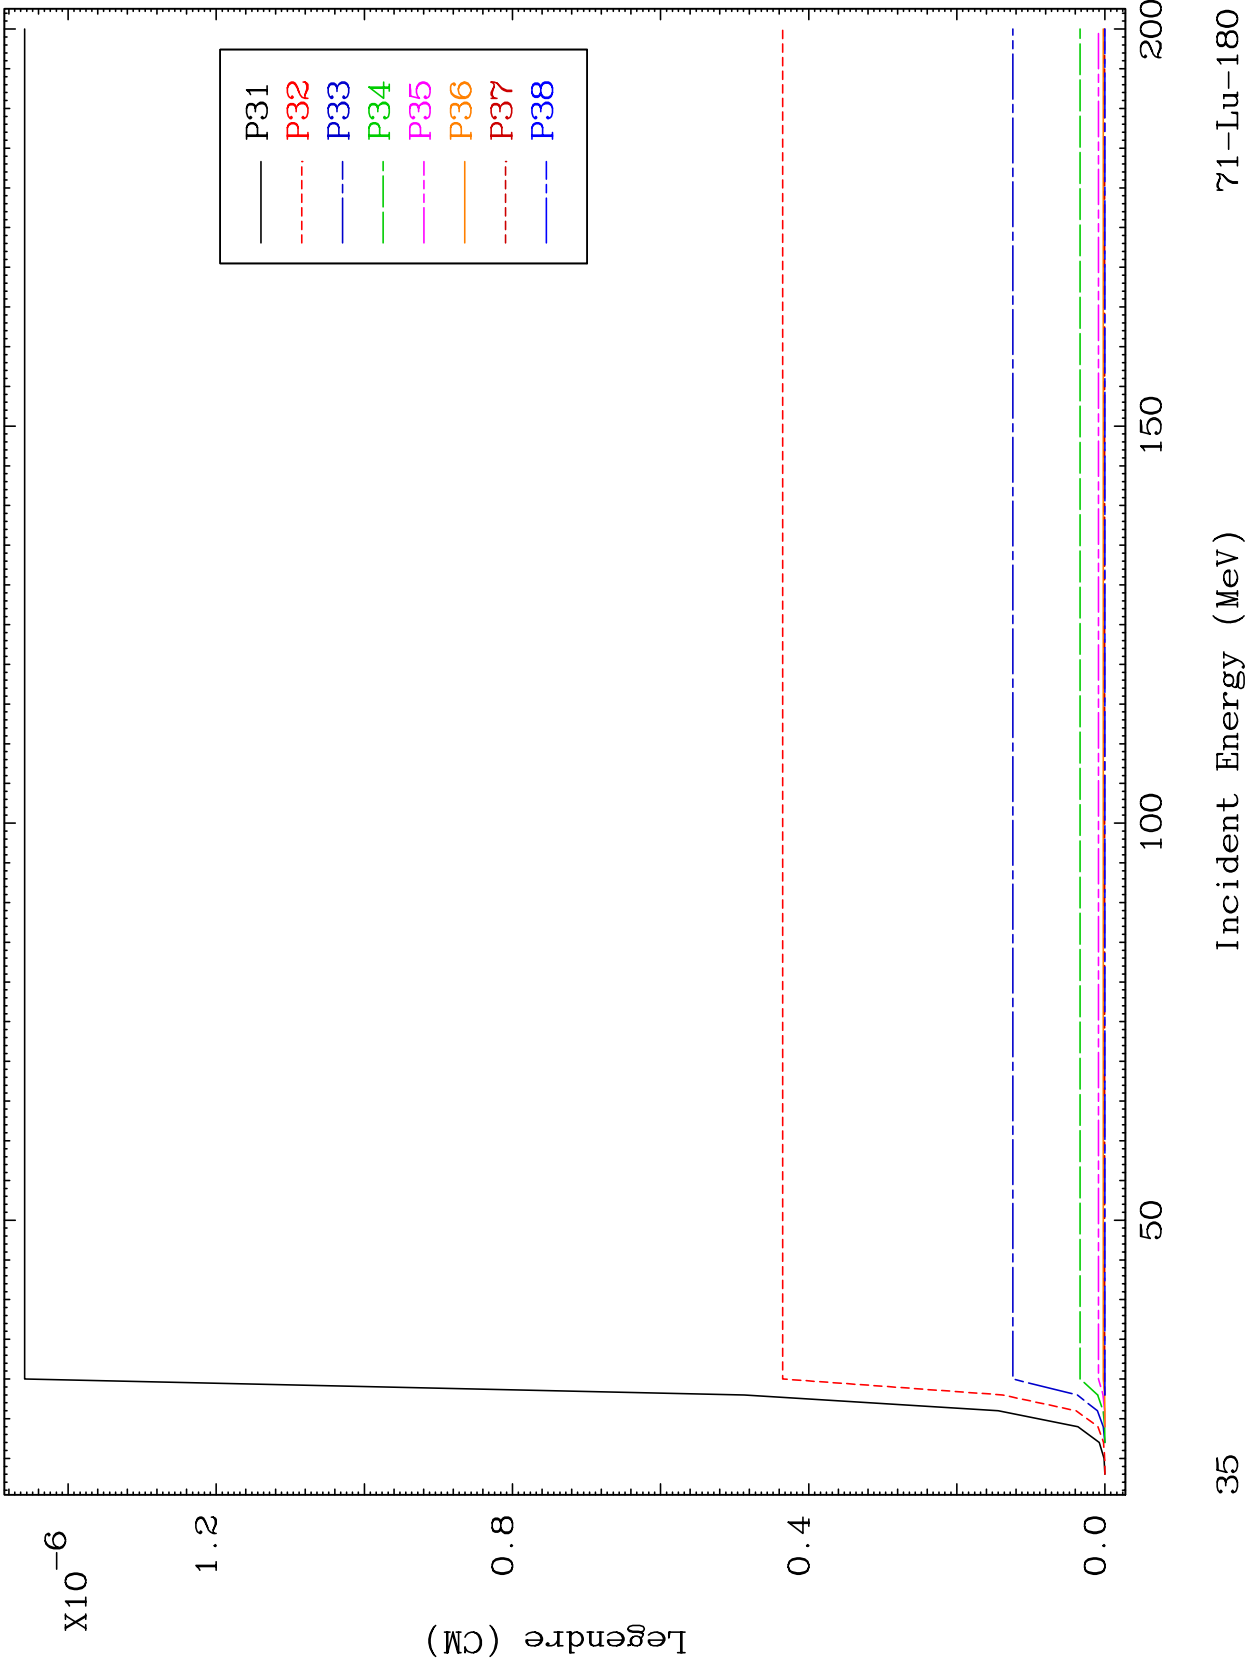 X10-6
1.2
0.8
0.4
0.0
Legendre (CM)
P31
P32
P33
P34
P35
P36
P37
P38
50
100
150
200
Incident Energy (MeV)
35
71-Lu-180